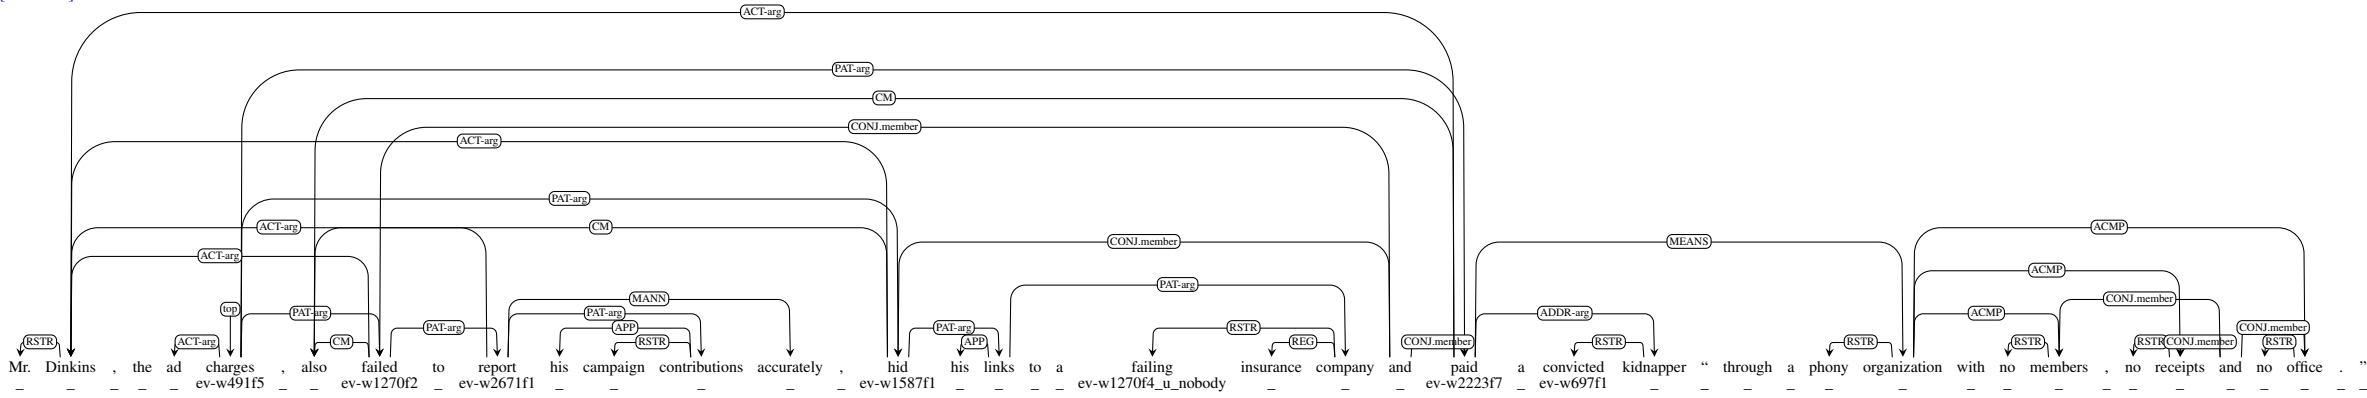 ACT-arg
PAT-arg
CM
CONJ.member
ACT-arg
PAT-arg
ACT-arg CM ACMP
CONJ.member MEANS
ACT-arg
ACMP
PAT-arg
MANN CONJ.member
top PAT-arg PAT-arg ADDR-arg ACMP
PAT-arg APP PAT-arg RSTR CONJ.member
RSTR ACT-arg CM RSTR APP REG CONJ.member RSTR RSTR RSTR RSTR CONJ.member RSTR
Mr. Dinkins , the ad charges , also failed to report his campaign contributions accurately , hid his links to a failing insurance company and paid a convicted kidnapper “ through a phony organization with no members , no receipts and no office . ”
_ _ _ _ _ ev-w491f5 _ _ ev-w1270f2 _ ev-w2671f1 _ _ _ _ _ ev-w1587f1 _ _ _ _ ev-w1270f4_u_nobody _ _ _ ev-w2223f7 _ ev-w697f1 _ _ _ _ _ _ _ _ _ _ _ _ _ _ _ _ _